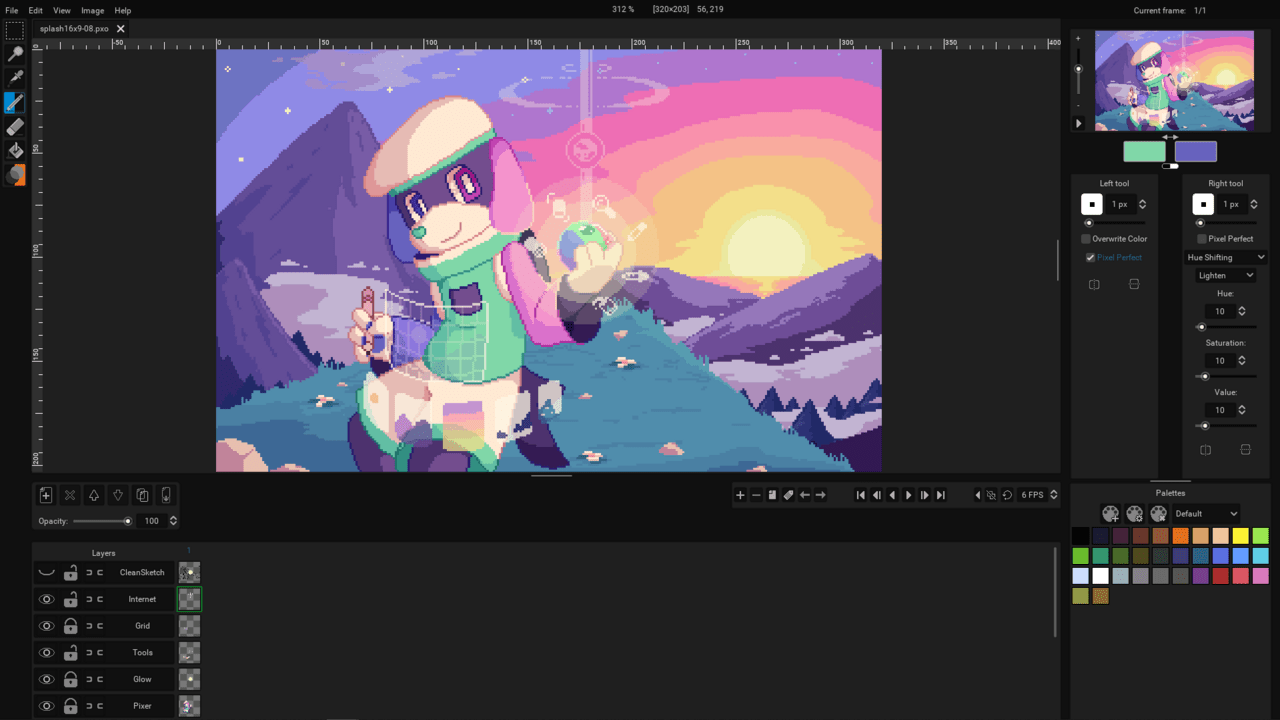 File Edit View Image Help
312 % [320×203] 56, 219
Current frame: 1/1
splash16x9-08.pxo
-50 0 50 100 150 200 250 300 350 400
0
50
100
150
200
Left tool
1 px
Overwrite Color
Pixel Perfect
Right tool
1 px
Pixel Perfect
Hue Shifting
Lighten
Hue:
10
Saturation:
10
Value:
10
6 FPS
Opacity: 100
Palettes
Default
Layers 1
CleanSketch
Internet
Grid
Tools
Glow
Pixer